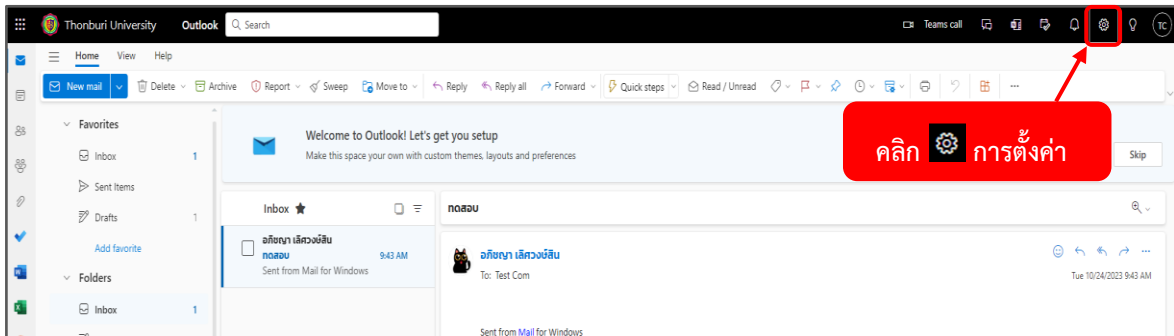 Thonburi University Outlook Search Teams call TC
Home View Help
New mail Delete Archive Report Sweep Move to Reply Reply all Forward Quick steps Read / Unread
Favorites
Inbox 1
Sent Items
Drafts 1
Add favorite
Folders
Inbox 1
Welcome to Outlook! Let's get you setup
Make this space your own with custom themes, layouts and preferences
Skip
คลิก การตั้งค่า
Inbox
อภิชญา เลิศวงษ์สิน
ทดสอบ 9:43 AM
Sent from Mail for Windows
ทดสอบ
อภิชญา เลิศวงษ์สิน
To: Test Com
Tue 10/24/2023 9:43 AM
Sent from Mail for Windows